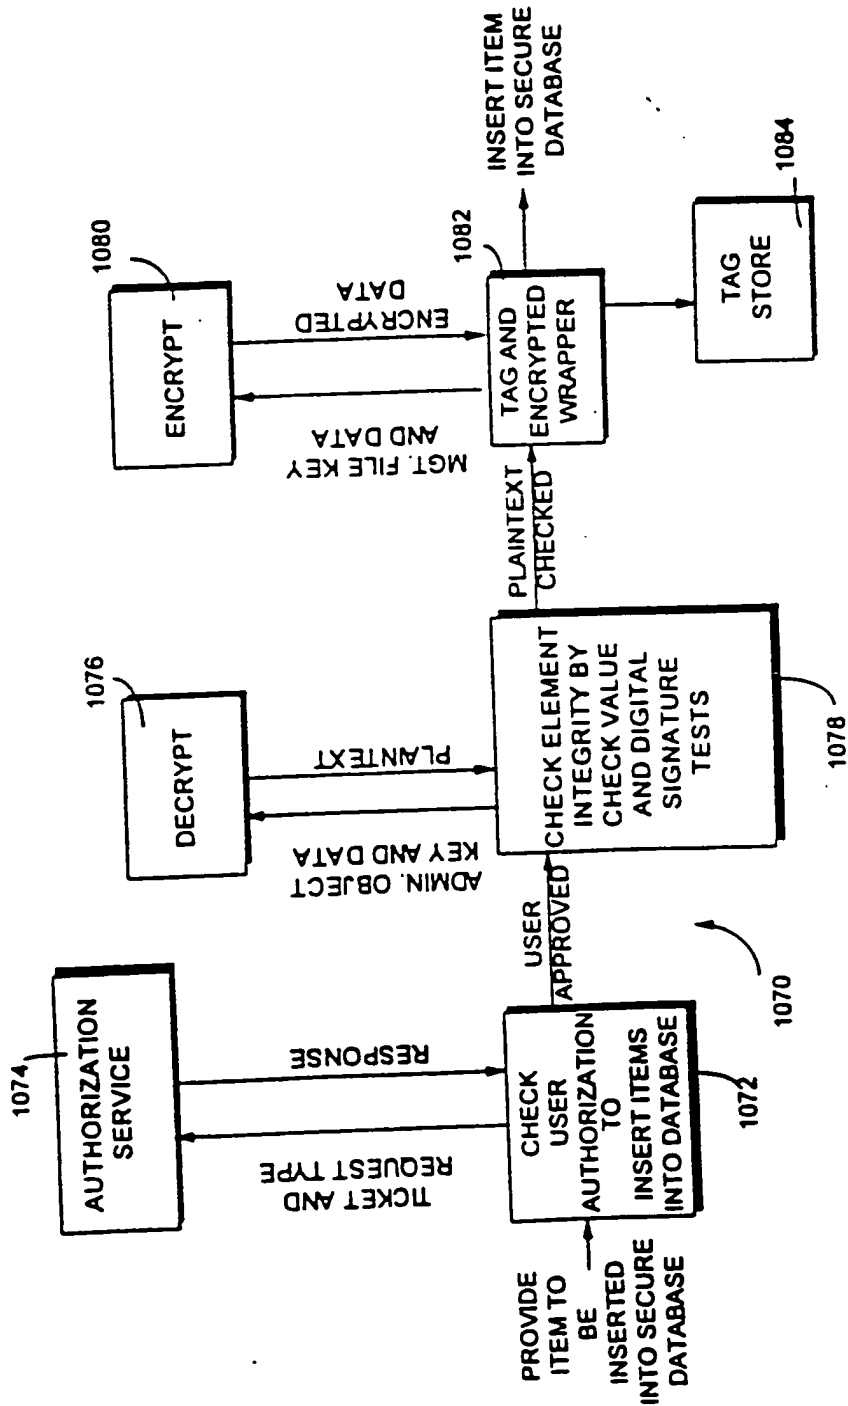 PROVIDE
ITEM TO
BE
INSERTED
INTO SECURE
DATABASE
CHECK
USER
AUTHORIZATION
TO
INSERT ITEMS
INTO DATABASE
1072
TICKET AND
REQUEST TYPE
RESPONSE
AUTHORIZATION
SERVICE
1074
USER
APPROVED
1070
CHECK ELEMENT
INTEGRITY BY
CHECK VALUE
AND DIGITAL
SIGNATURE
TESTS
1078
ADMIN. OBJECT
KEY AND DATA
PLAINTEXT
DECRYPT
1076
PLAINTEXT
CHECKED
TAG AND
ENCRYPTED
WRAPPER
1082
MGT. FILE KEY
AND DATA
ENCRYPTED
DATA
ENCRYPT
1080
INSERT ITEM
INTO SECURE
DATABASE
TAG
STORE
1084